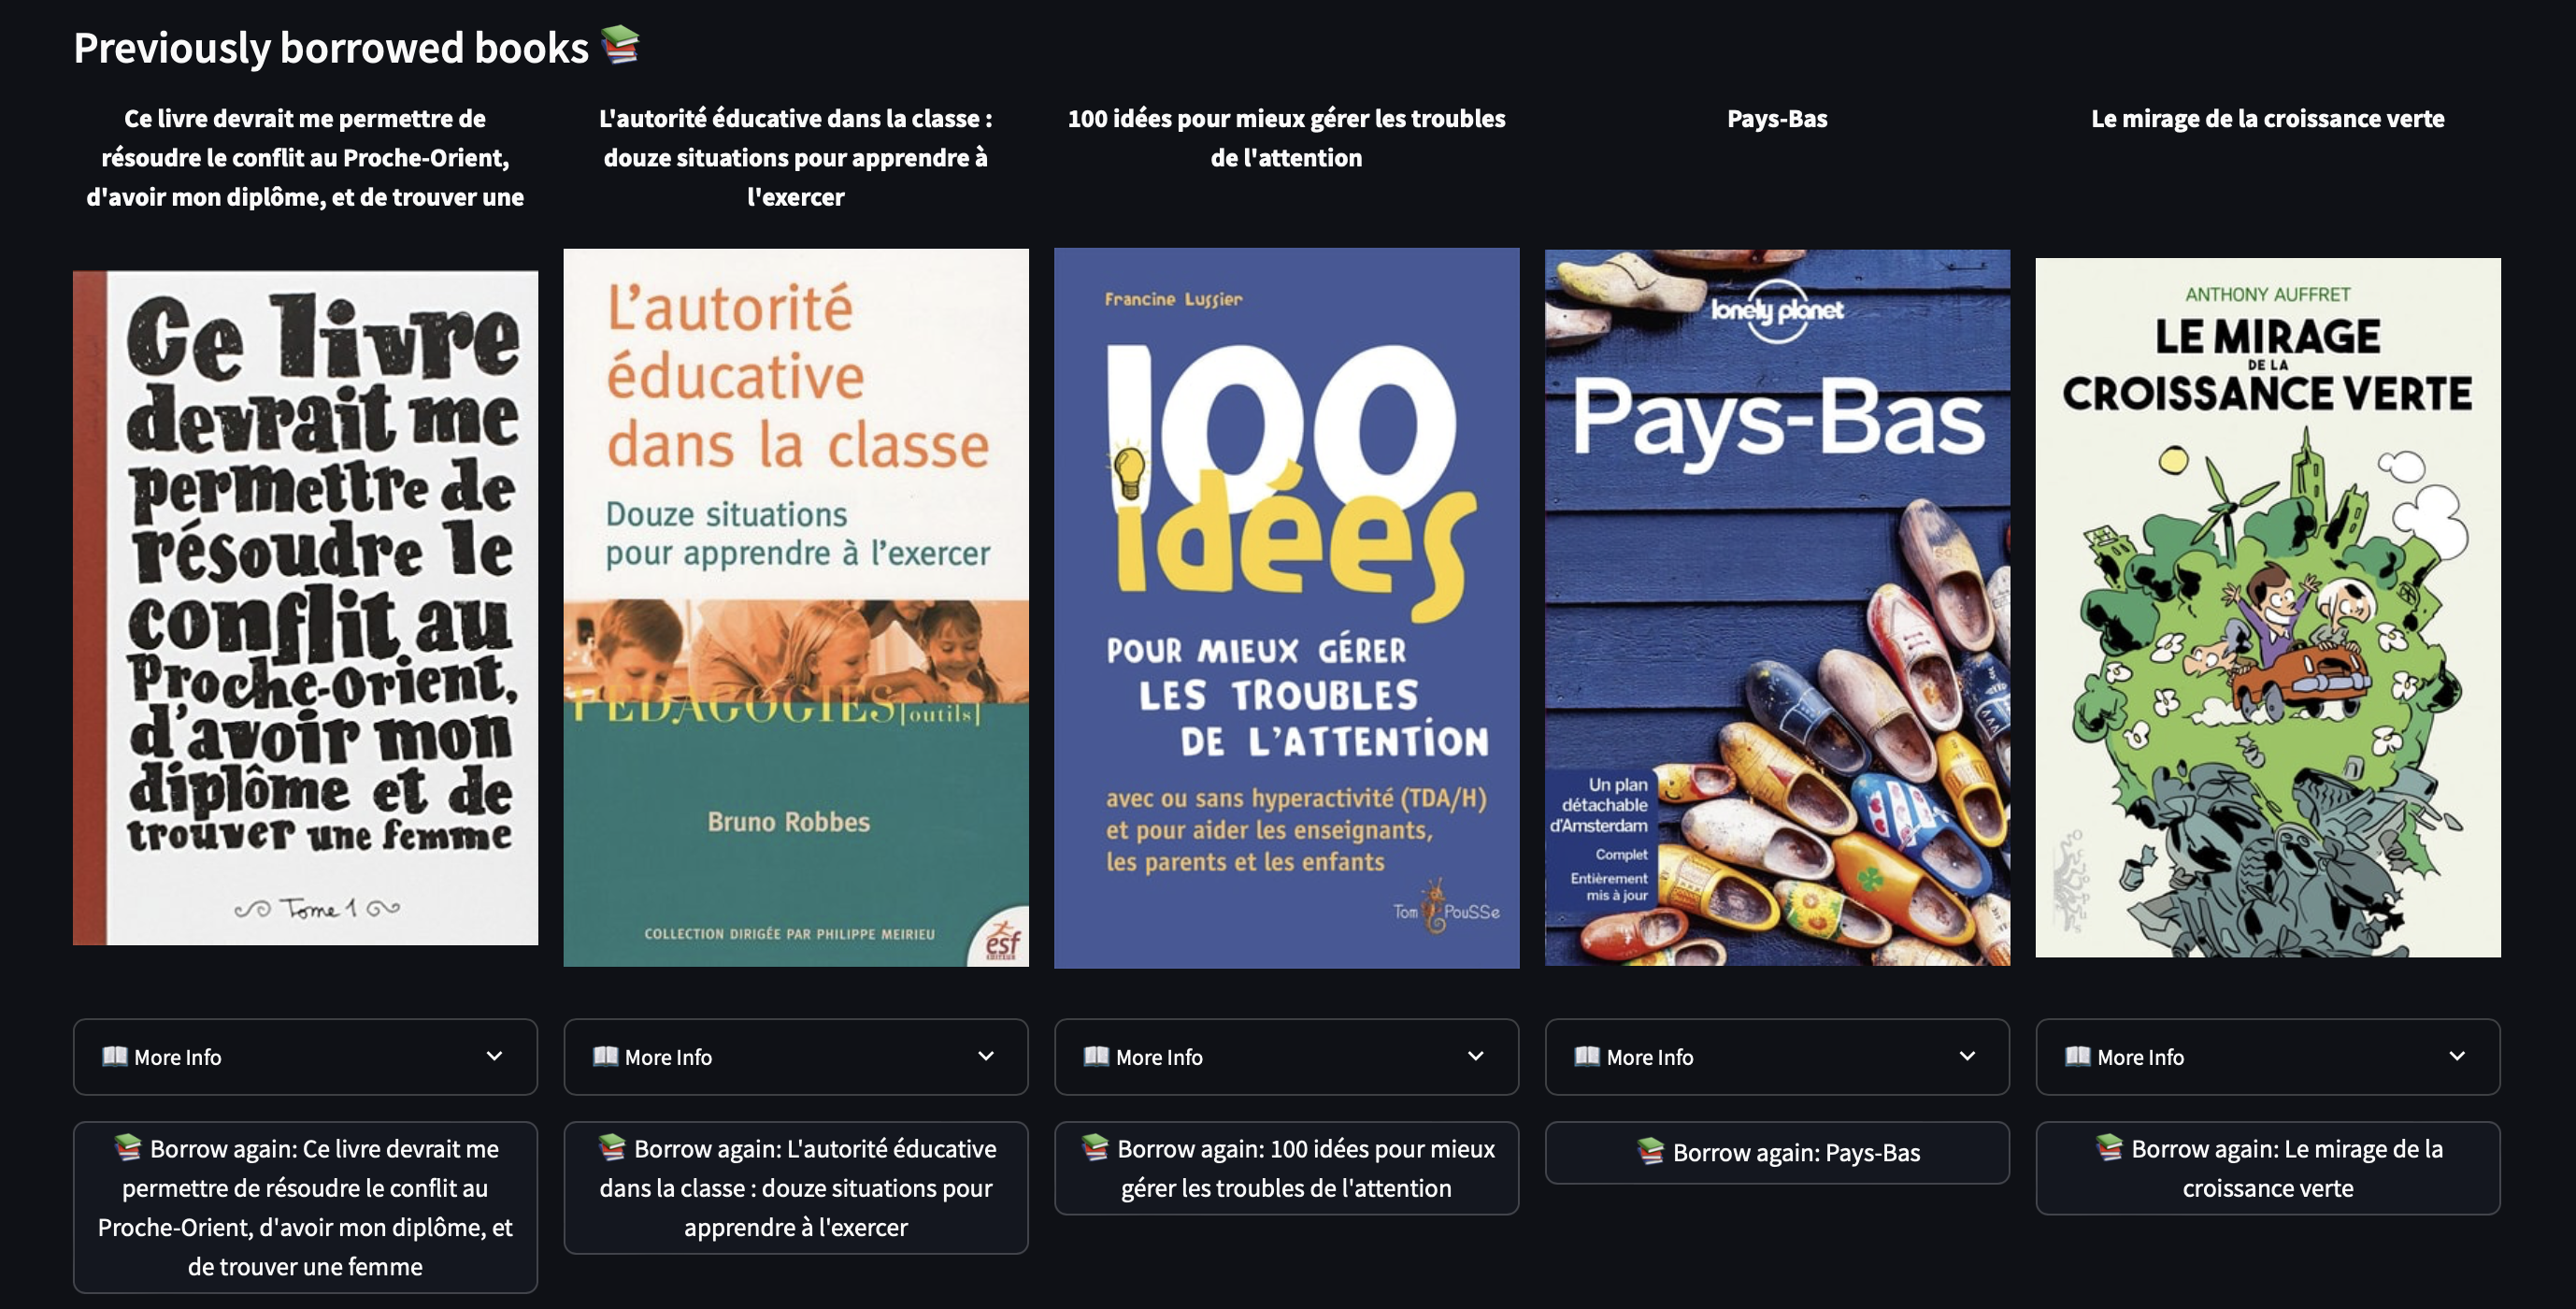 Previously borrowed books
Ce livre devrait me permettre de
résoudre le conflit au Proche-Orient,
d'avoir mon diplôme, et de trouver une
L'autorité éducative dans la classe :
douze situations pour apprendre à
l'exercer
100 idées pour mieux gérer les troubles
de l'attention
Pays-Bas
Le mirage de la croissance verte
Ce livre
devrait me
permettre de
résoudre le
conflit au
Proche-Orient,
d'avoir mon
diplôme et de
trouver une femme
Tome 1
L'autorité
éducative
dans la classe
Douze situations
pour apprendre à l'exercer
PEDAGOGIES [outils]
Bruno Robbes
COLLECTION DIRIGÉE PAR PHILIPPE MEIRIEU
esf
ÉDITEUR
Francine Lussier
100
idées
POUR MIEUX GÉRER
LES TROUBLES
DE L'ATTENTION
avec ou sans hyperactivité (TDA/H)
et pour aider les enseignants,
les parents et les enfants
Tom PouSSe
lonely planet
Pays-Bas
Un plan
détachable
d'Amsterdam
Complet
Entièrement
mis à jour
ANTHONY AUFFRET
LE MIRAGE
DE LA
CROISSANCE VERTE
More Info
More Info
More Info
More Info
More Info
Borrow again: Ce livre devrait me
permettre de résoudre le conflit au
Proche-Orient, d'avoir mon diplôme, et
de trouver une femme
Borrow again: L'autorité éducative
dans la classe : douze situations pour
apprendre à l'exercer
Borrow again: 100 idées pour mieux
gérer les troubles de l'attention
Borrow again: Pays-Bas
Borrow again: Le mirage de la
croissance verte